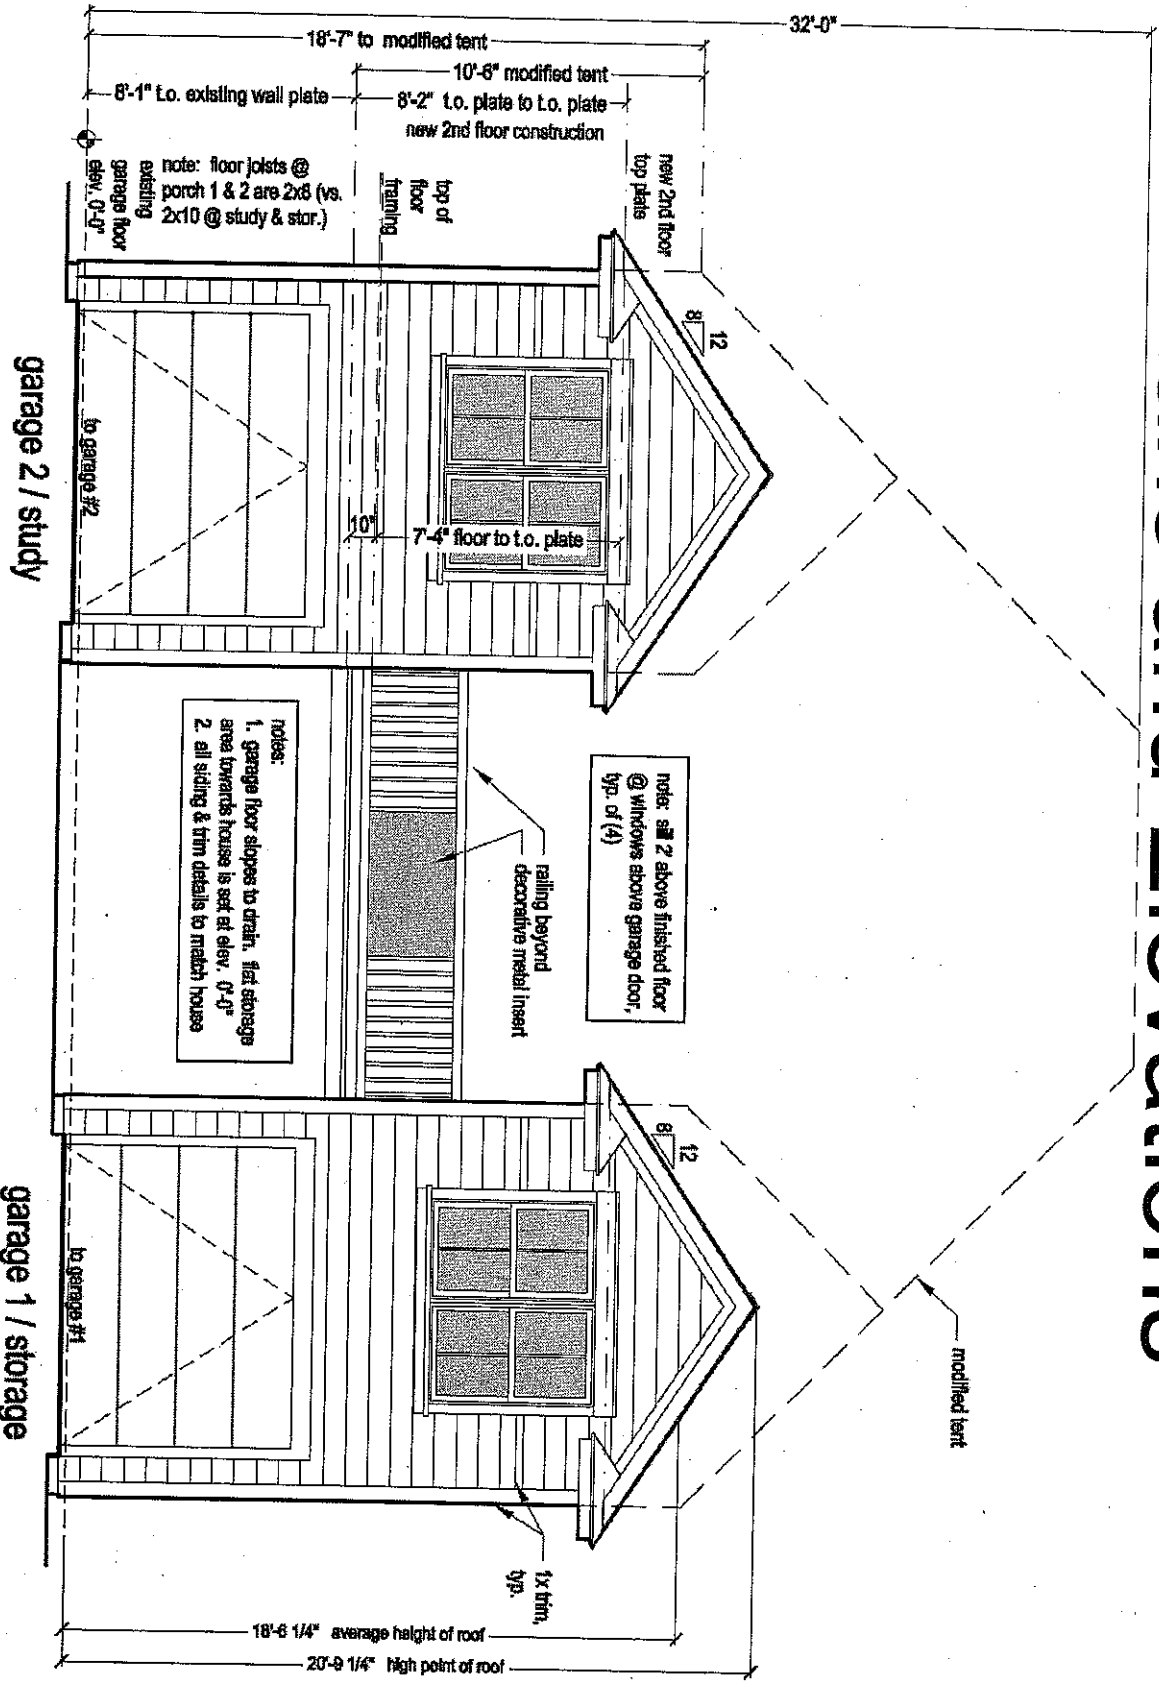 32'-0"
18'-7" to modified tent
10'-6" modified tent
8'-1" t.o. existing wall plate
8'-2" t.o. plate to t.o. plate
new 2nd floor construction
note: floor joists @
porch 1 & 2 are 2x8 (vs.
2x10 @ study & stor.)
existing
garage floor
elev. 0'-0"
top of
floor
framing
new 2nd floor
top plate
12
8
to garage #2
10"
7'-4" floor to t.o. plate
garage 2 / study
note: sill 2' above finished floor
@ windows above garage door,
typ. of (4)
railing beyond
decorative metal insert
notes:
1. garage floor slopes to drain. flat storage
area towards house is set at elev. 0'-0"
2. all siding & trim details to match house
12
8
to garage #1
garage 1 / storage
modified tent
1x trim,
typ.
18'-6 1/4" average height of roof
20'-9 1/4" high point of roof